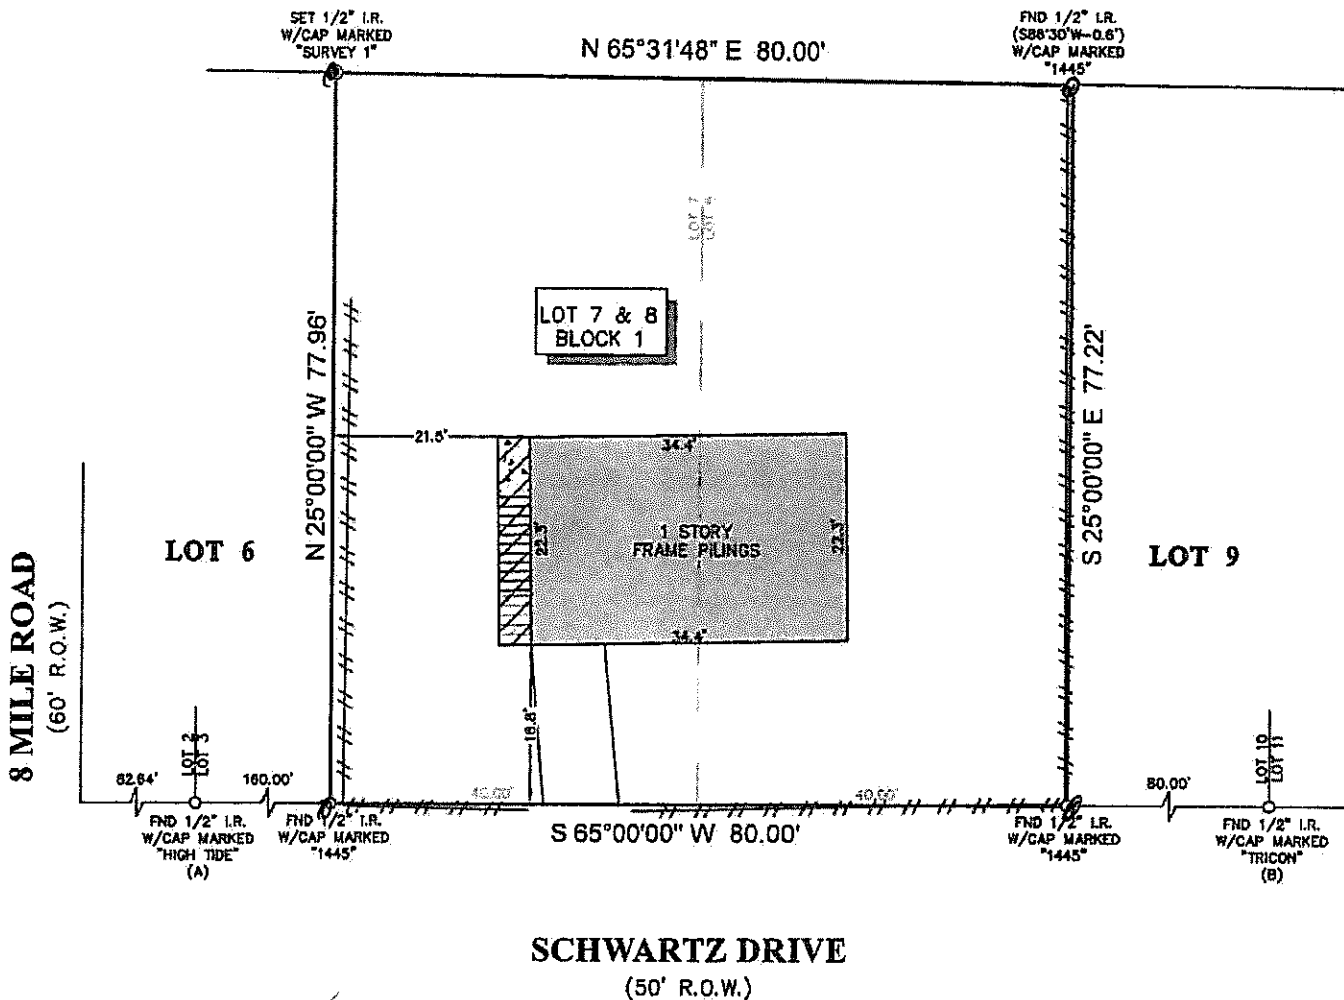 SET 1/2" I.R.
W/CAP MARKED
"SURVEY 1"
N 65°31'48" E 80.00'
FND 1/2" I.R.
(S88°30'W-0.6')
W/CAP MARKED
"1445"
LOT 7
LOT 7 & 8
BLOCK 1
N 25°00'00" W 77.96'
S 25°00'00" E 77.22'
21.5'
34.4'
22.3'
1 STORY
FRAME PILINGS
22.3'
34.4'
LOT 6
LOT 9
8 MILE ROAD
(60' R.O.W.)
16.8'
LOT 2
LOT 3
LOT 10
LOT 11
160.00'
40.00'
40.00'
80.00'
S 65°00'00" W 80.00'
FND 1/2" I.R.
W/CAP MARKED
"HIGH TIDE"
(A)
FND 1/2" I.R.
W/CAP MARKED
"1445"
FND 1/2" I.R.
W/CAP MARKED
"1445"
FND 1/2" I.R.
W/CAP MARKED
"TRICON"
(B)
SCHWARTZ DRIVE
(50' R.O.W.)